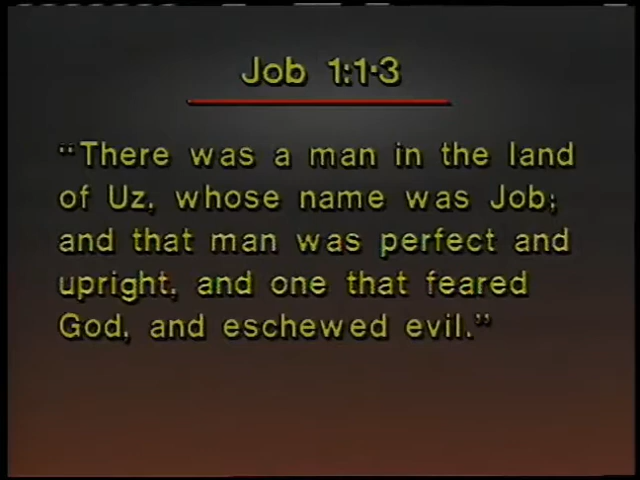 Job 1:1-3
"There was a man in the land
of Uz, whose name was Job;
and that man was perfect and
upright, and one that feared
God, and eschewed evil."